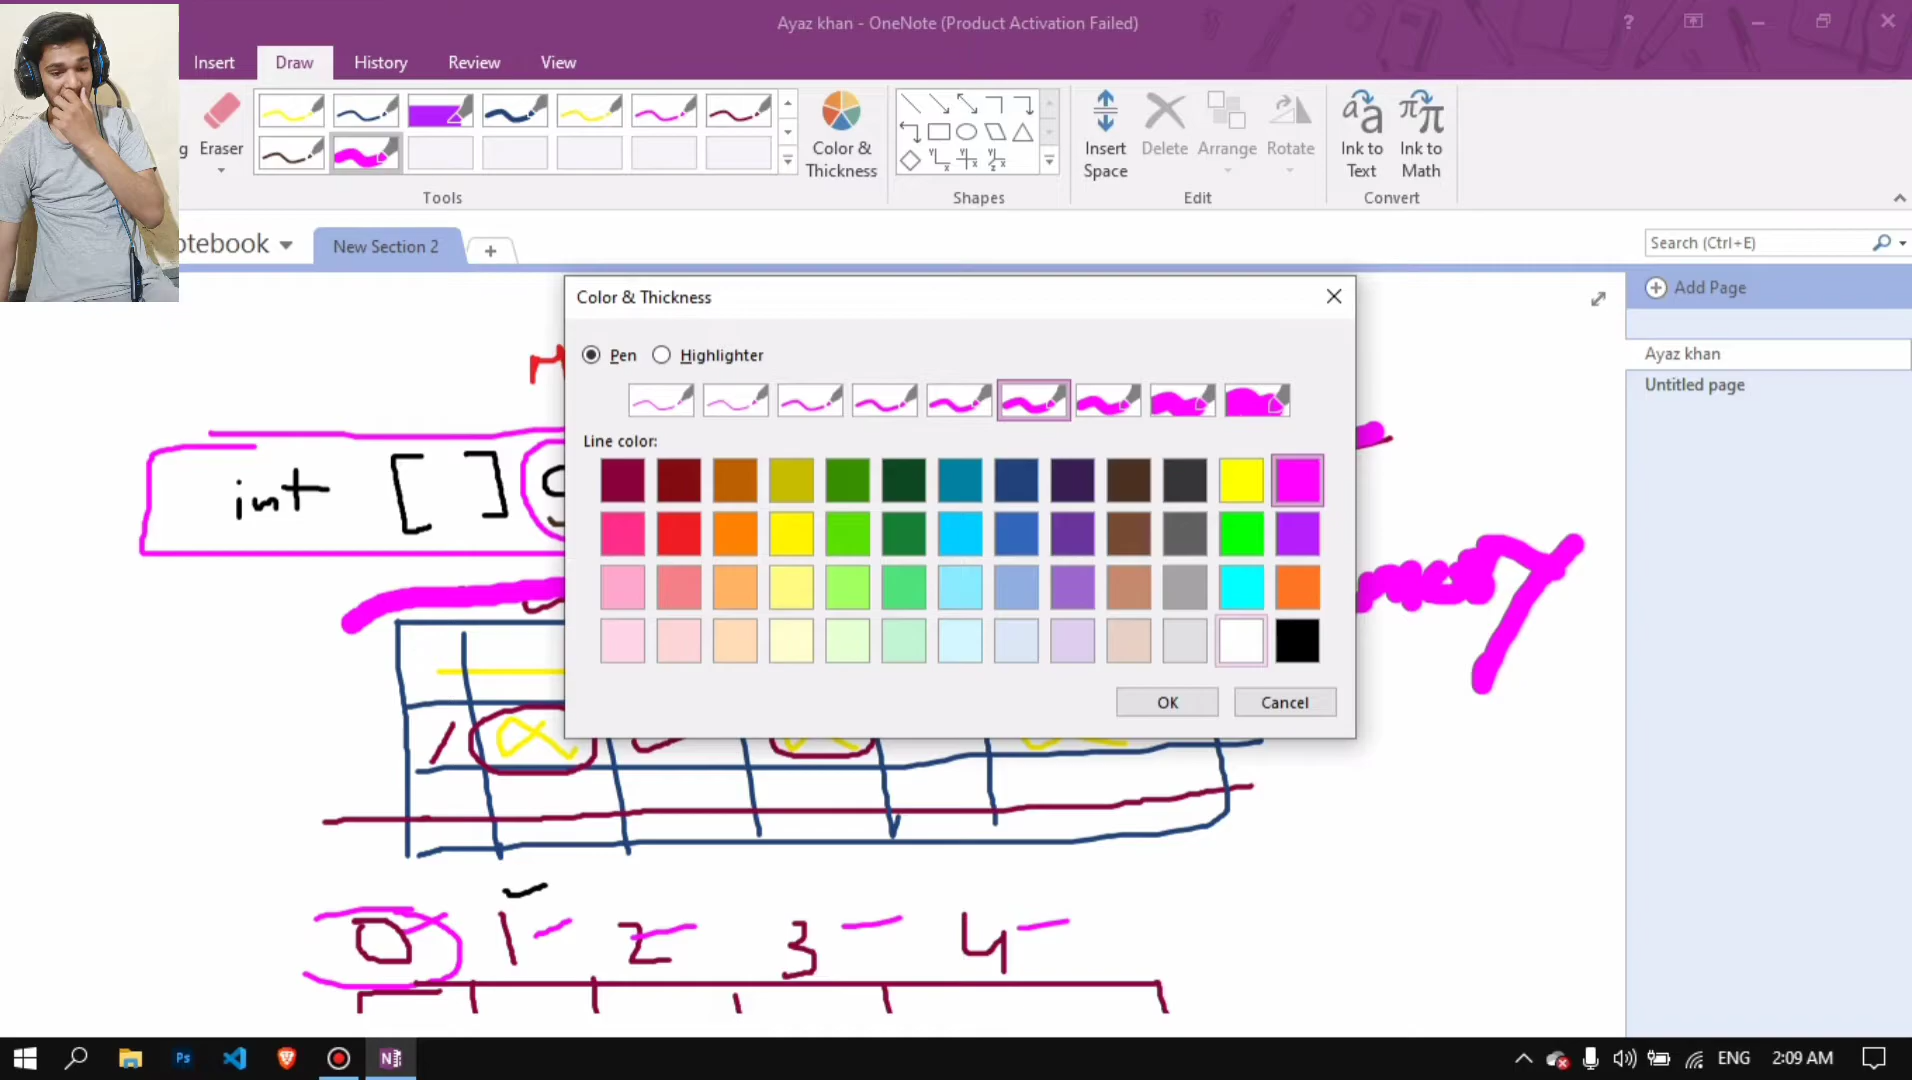 Ayaz khan - OneNote (Product Activation Failed)
Insert
Draw
History
Review
View
Eraser
Color & Thickness
Insert Space
Delete
Arrange
Rotate
Ink to Text
Ink to Math
Tools
Shapes
Edit
Convert
otebook
New Section 2
Search (Ctrl+E)
Add Page
Ayaz khan
Untitled page
Color & Thickness
Pen
Highlighter
Line color:
OK
Cancel
int [ ]
0 1 2 3 4
Ps
N
ENG
2:09 AM